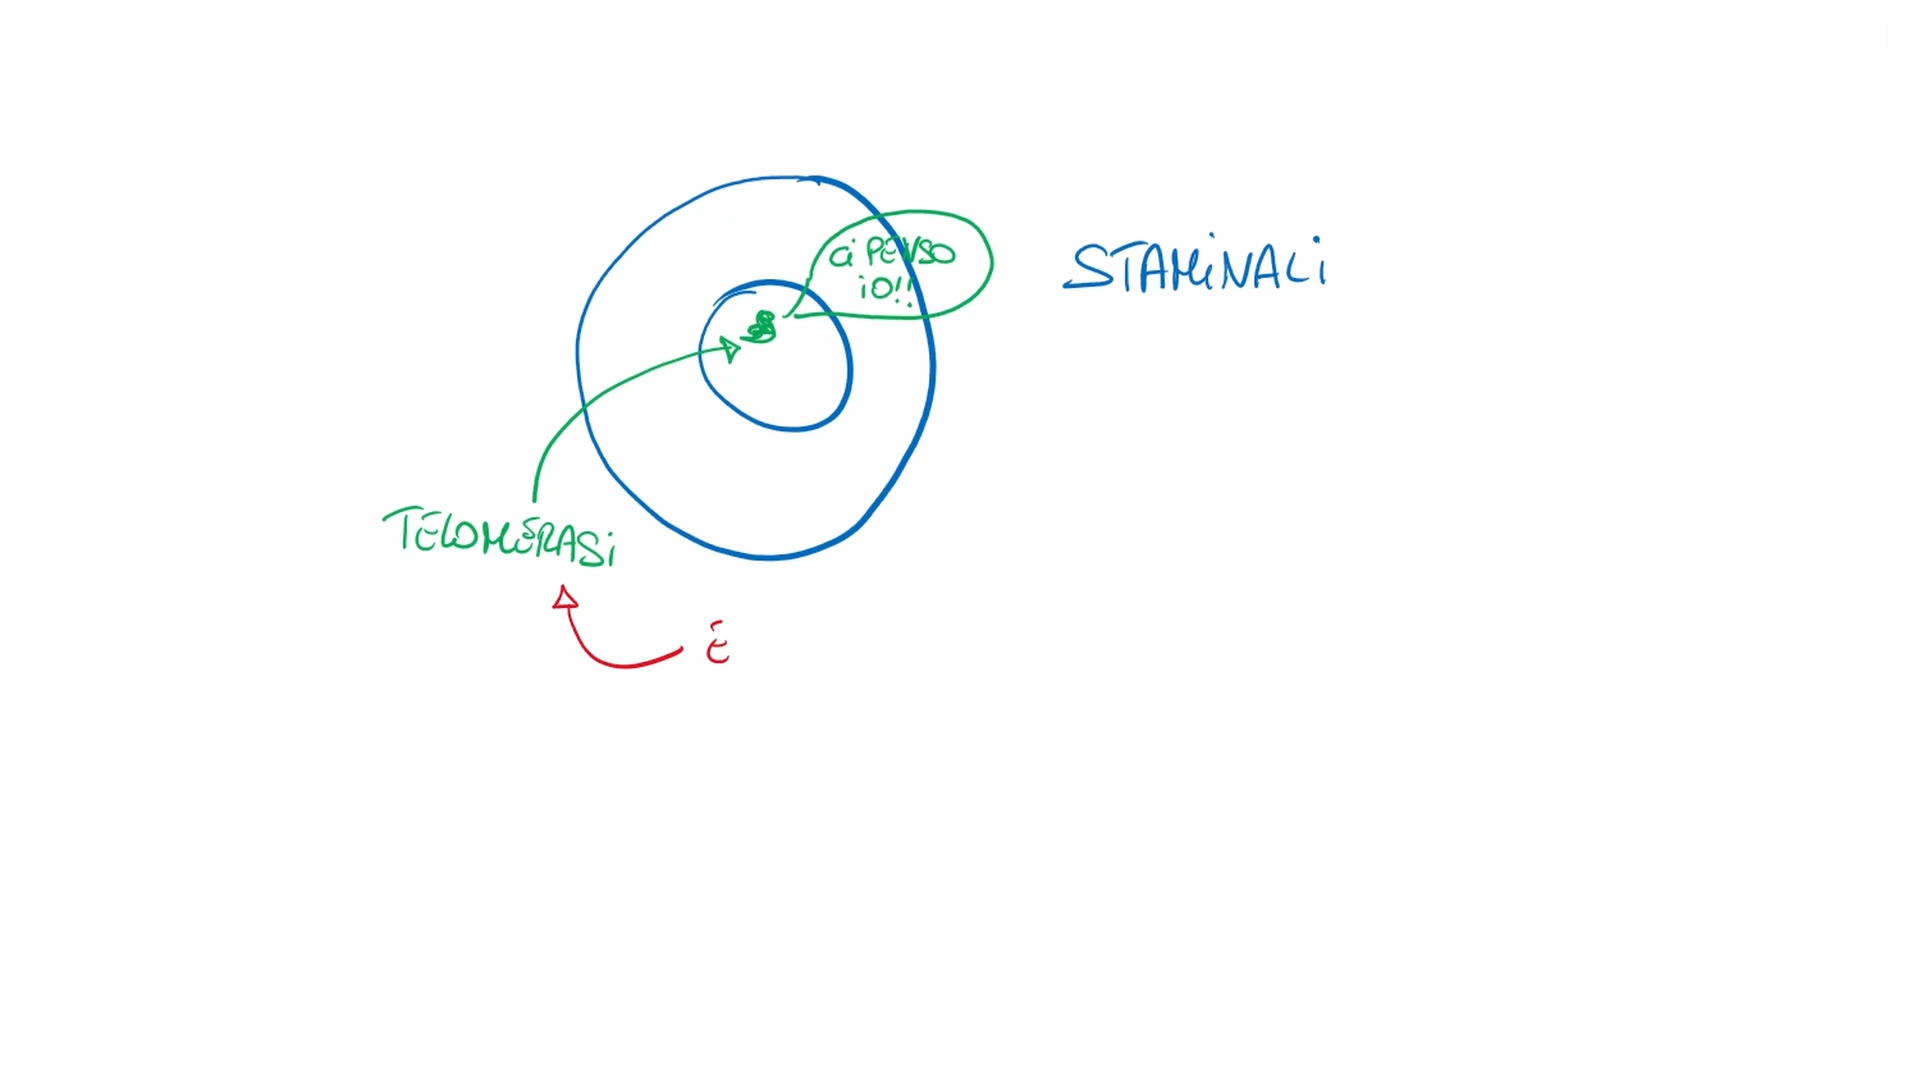 Ci PENSO
iO!!
STAMiNALi
TELOMERASi
È